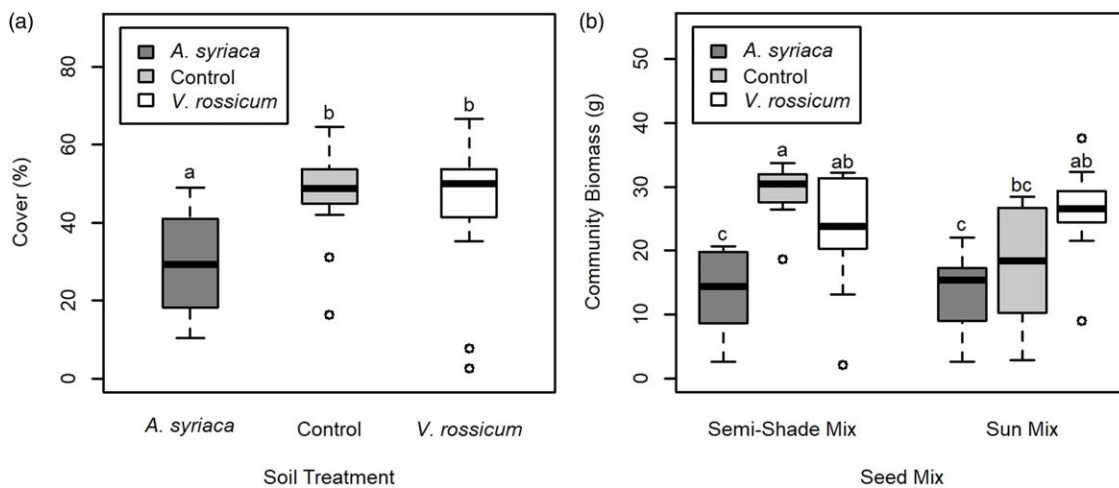 (a)
A. syriaca
Control
V. rossicum
Cover (%)
80
60
40
20
0
a
b
b
A. syriaca Control V. rossicum
Soil Treatment
(b)
A. syriaca
Control
V. rossicum
Community Biomass (g)
50
40
30
20
10
0
c
a
ab
c
bc
ab
Semi-Shade Mix Sun Mix
Seed Mix